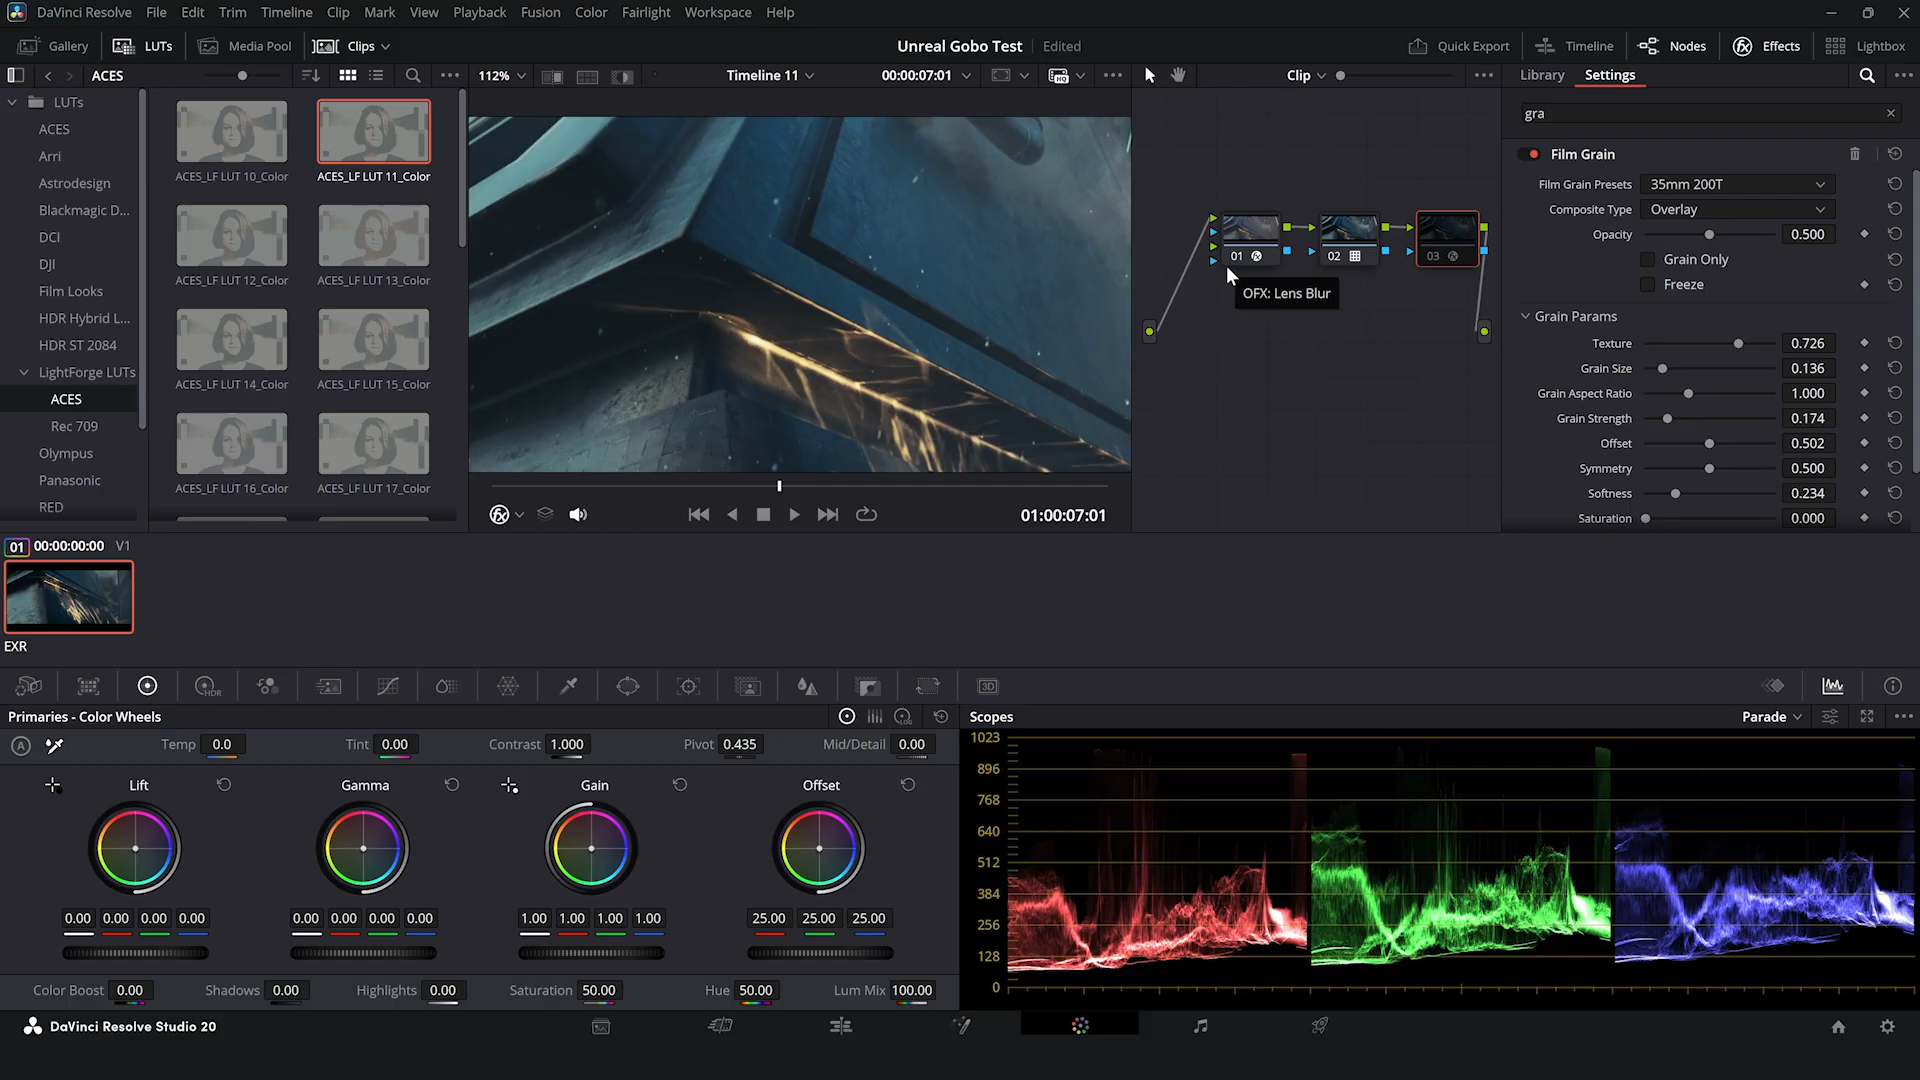 DaVinci Resolve File Edit Trim Timeline Clip Mark View Playback Fusion Color Fairlight Workspace Help
Gallery LUTs Media Pool Clips Unreal Gobo Test Edited Quick Export Timeline Nodes Effects Lightbox
ACES 112% Timeline 11 00:00:07:01 HQ Clip Library Settings
gra
LUTs
ACES
Arri
Astrodesign
Blackmagic D...
DCI
DJI
Film Looks
HDR Hybrid L...
HDR ST 2084
LightForge LUTs
ACES
Rec 709
Olympus
Panasonic
RED
ACES_LF LUT 10_Color ACES_LF LUT 11_Color
ACES_LF LUT 12_Color ACES_LF LUT 13_Color
ACES_LF LUT 14_Color ACES_LF LUT 15_Color
ACES_LF LUT 16_Color ACES_LF LUT 17_Color
01:00:07:01
01 02 03
OFX: Lens Blur
Film Grain
Film Grain Presets 35mm 200T
Composite Type Overlay
Opacity 0.500
Grain Only
Freeze
Grain Params
Texture 0.726
Grain Size 0.136
Grain Aspect Ratio 1.000
Grain Strength 0.174
Offset 0.502
Symmetry 0.500
Softness 0.234
Saturation 0.000
01 00:00:00:00 V1
EXR
HDR 3D
Primaries - Color Wheels LOG
A Temp 0.0 Tint 0.00 Contrast 1.000 Pivot 0.435 Mid/Detail 0.00
Lift Gamma Gain Offset
0.00 0.00 0.00 0.00 0.00 0.00 0.00 0.00 1.00 1.00 1.00 1.00 25.00 25.00 25.00
Color Boost 0.00 Shadows 0.00 Highlights 0.00 Saturation 50.00 Hue 50.00 Lum Mix 100.00
Scopes Parade
1023
896
768
640
512
384
256
128
0
DaVinci Resolve Studio 20